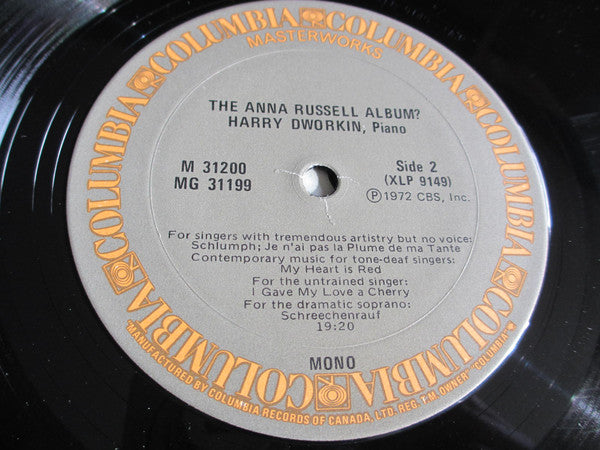 COLUMBIA COLUMBIA COLUMBIA COLUMBIA COLUMBIA COLUMBIA
MASTERWORKS
THE ANNA RUSSELL ALBUM?
HARRY DWORKIN, Piano
M 31200
MG 31199
Side 2
(XLP 9149)
Ⓟ1972 CBS, Inc.
For singers with tremendous artistry but no voice:
Schlumph; Je n'ai pas la Plume de ma Tante
Contemporary music for tone-deaf singers:
My Heart is Red
For the untrained singer:
I Gave My Love a Cherry
For the dramatic soprano:
Schreechenrauf
19:20
MONO
"MANUFACTURED BY COLUMBIA RECORDS OF CANADA, LTD. REG. T.M. OWNER "COLUMBIA"